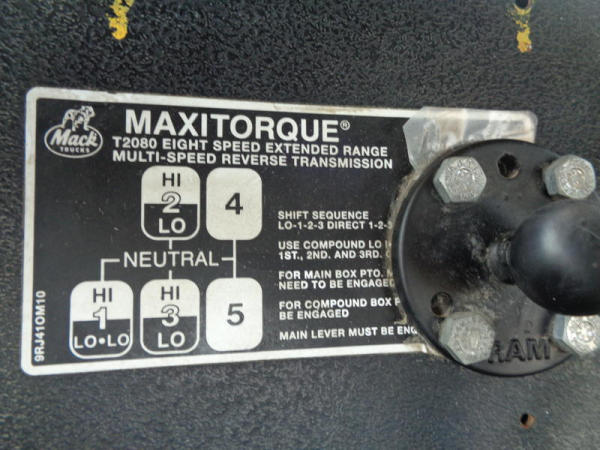 Mack
TRUCKS
MAXITORQUE®
T2080 EIGHT SPEED EXTENDED RANGE
MULTI-SPEED REVERSE TRANSMISSION
HI
2
LO
4
NEUTRAL
HI
1
LO•LO
HI
3
LO
5
SHIFT SEQUENCE
LO-1-2-3 DIRECT 1-2-3
USE COMPOUND LO
1ST., 2ND. AND 3RD.
FOR MAIN BOX PTO.
NEED TO BE ENGAGED
FOR COMPOUND BOX
BE ENGAGED
MAIN LEVER MUST BE
9RJ41OM10
RAM